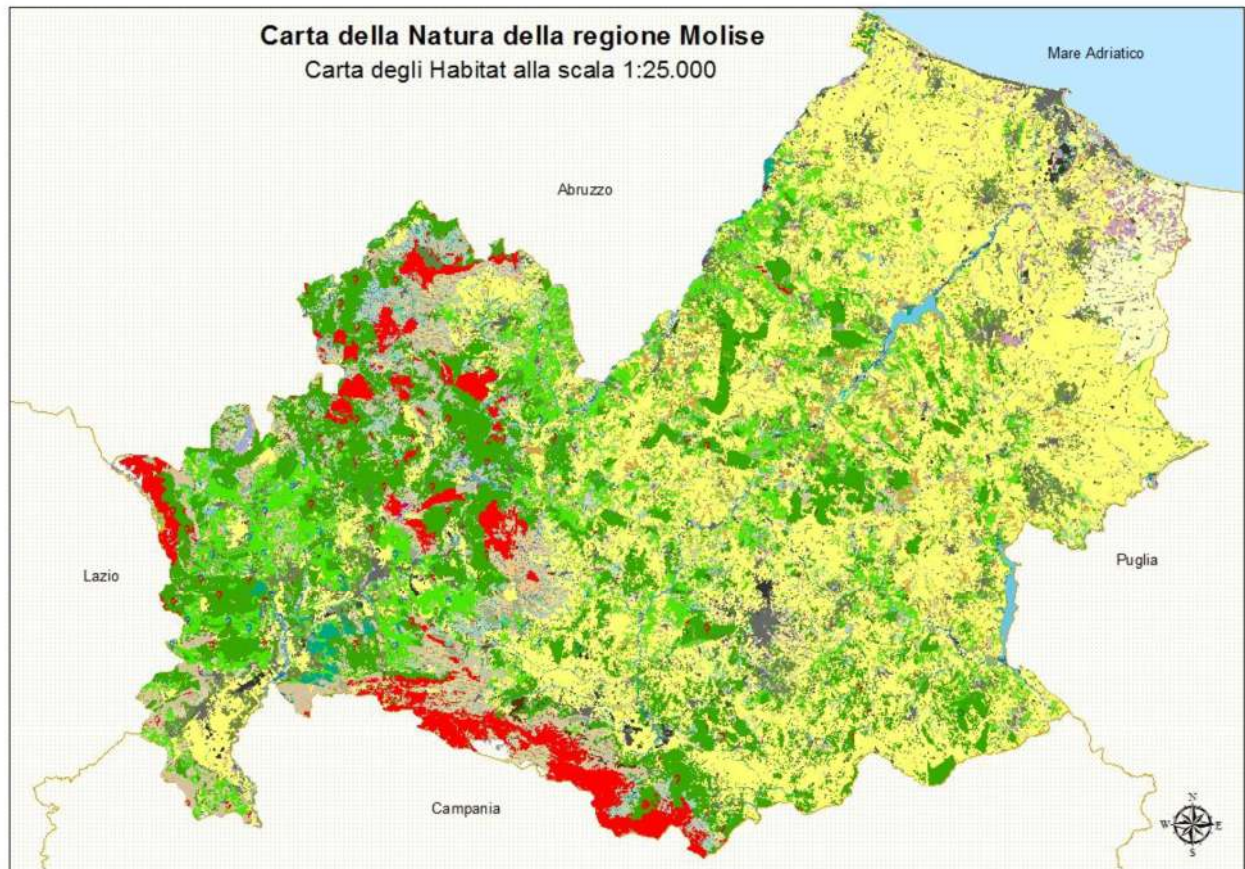 Carta della Natura della regione Molise
Carta degli Habitat alla scala 1:25.000
Mare Adriatico
Abruzzo
Lazio
Puglia
Campania
N
W
E
S